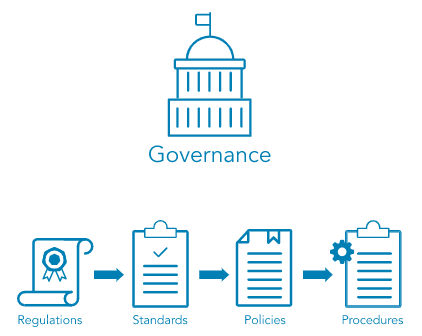 Governance
Regulations
Standards
Policies
Procedures